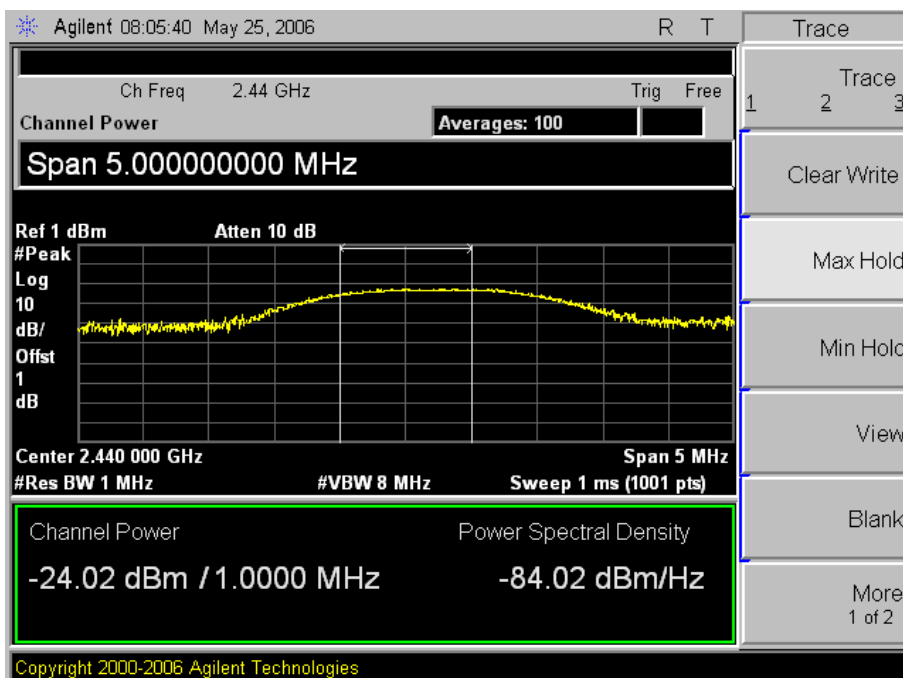 Agilent 08:05:40 May 25, 2006 R T
Trace
Ch Freq 2.44 GHz Trig Free
Channel Power
Averages: 100
Span 5.000000000 MHz
Ref 1 dBm Atten 10 dB
#Peak
Log
10
dB/
Offst
1
dB
Center 2.440 000 GHz Span 5 MHz
#Res BW 1 MHz #VBW 8 MHz Sweep 1 ms (1001 pts)
Channel Power Power Spectral Density
-24.02 dBm / 1.0000 MHz -84.02 dBm/Hz
Copyright 2000-2006 Agilent Technologies
Trace
1 2 3
Clear Write
Max Hold
Min Hold
View
Blank
More
1 of 2